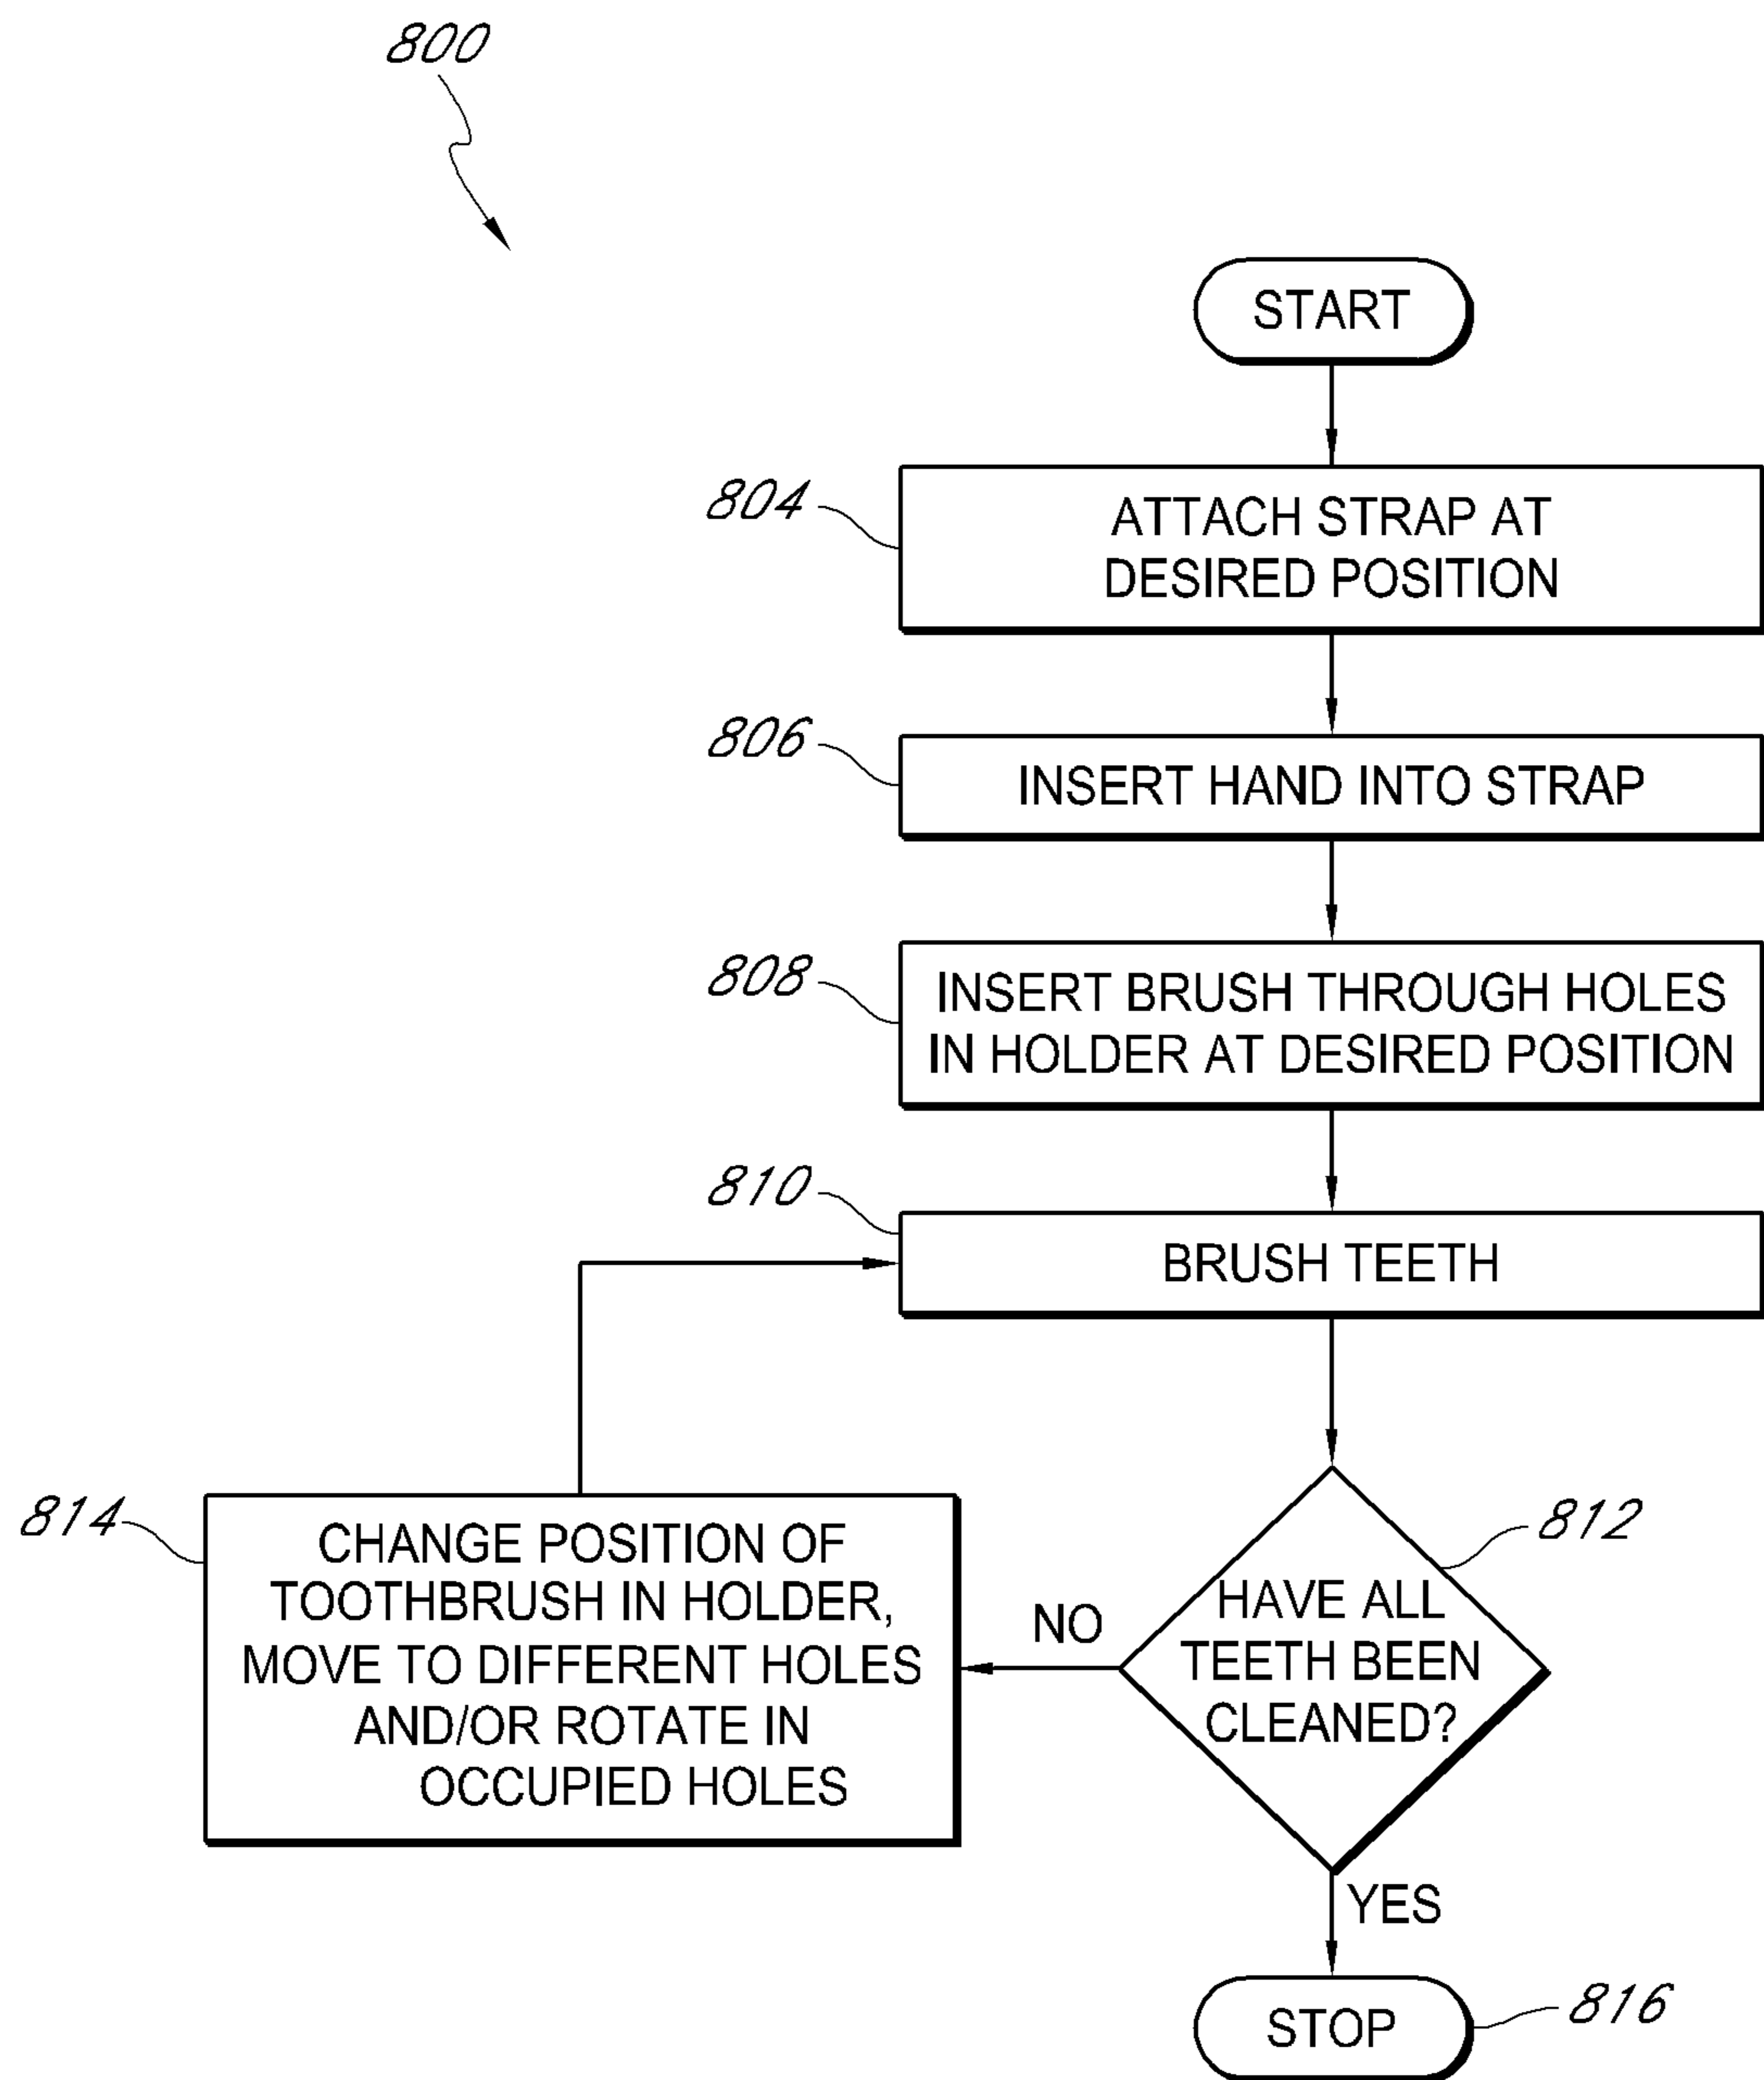 800
START
804
ATTACH STRAP AT
DESIRED POSITION
806
INSERT HAND INTO STRAP
808
INSERT BRUSH THROUGH HOLES
IN HOLDER AT DESIRED POSITION
810
BRUSH TEETH
812
HAVE ALL
TEETH BEEN
CLEANED?
NO
814
CHANGE POSITION OF
TOOTHBRUSH IN HOLDER,
MOVE TO DIFFERENT HOLES
AND/OR ROTATE IN
OCCUPIED HOLES
YES
STOP
816